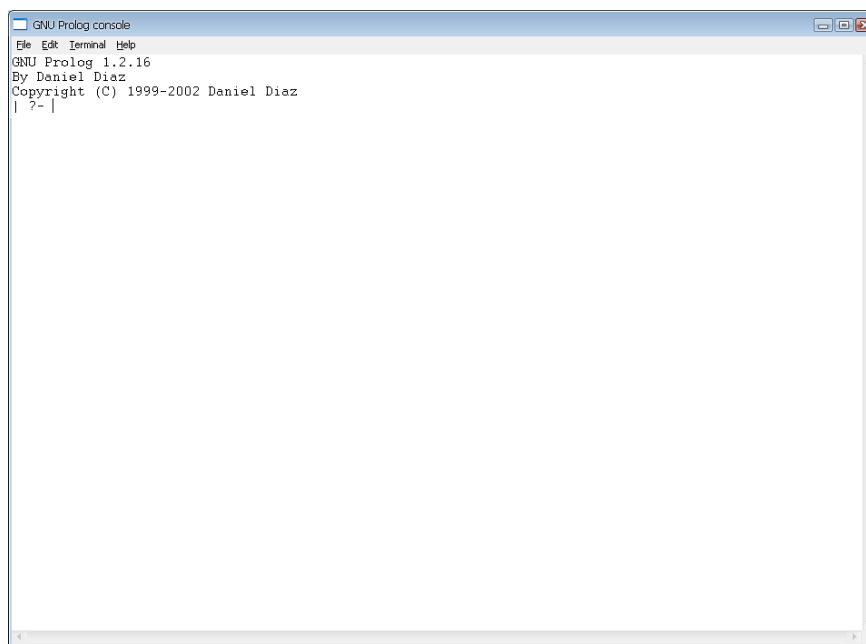 GNU Prolog console
File Edit Terminal Help
GNU Prolog 1.2.16
By Daniel Diaz
Copyright (C) 1999-2002 Daniel Diaz
| ?-